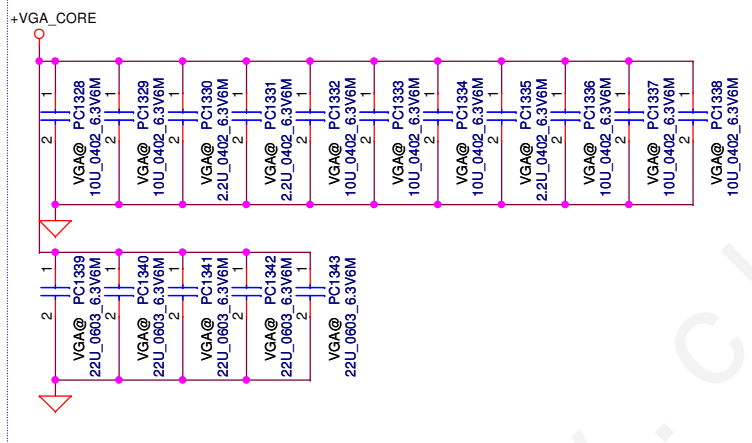 +VGA_CORE
1
2
VGA@ PC1328
10U_0402_6.3V6M
1
2
VGA@ PC1329
10U_0402_6.3V6M
1
2
VGA@ PC1330
2.2U_0402_6.3V6M
1
2
VGA@ PC1331
2.2U_0402_6.3V6M
1
2
VGA@ PC1332
10U_0402_6.3V6M
1
2
VGA@ PC1333
10U_0402_6.3V6M
1
2
VGA@ PC1334
10U_0402_6.3V6M
1
2
VGA@ PC1335
2.2U_0402_6.3V6M
1
2
VGA@ PC1336
10U_0402_6.3V6M
1
2
VGA@ PC1337
10U_0402_6.3V6M
1
2
VGA@ PC1338
10U_0402_6.3V6M
1
2
VGA@ PC1339
22U_0603_6.3V6M
1
2
VGA@ PC1340
22U_0603_6.3V6M
1
2
VGA@ PC1341
22U_0603_6.3V6M
1
2
VGA@ PC1342
22U_0603_6.3V6M
1
2
VGA@ PC1343
22U_0603_6.3V6M